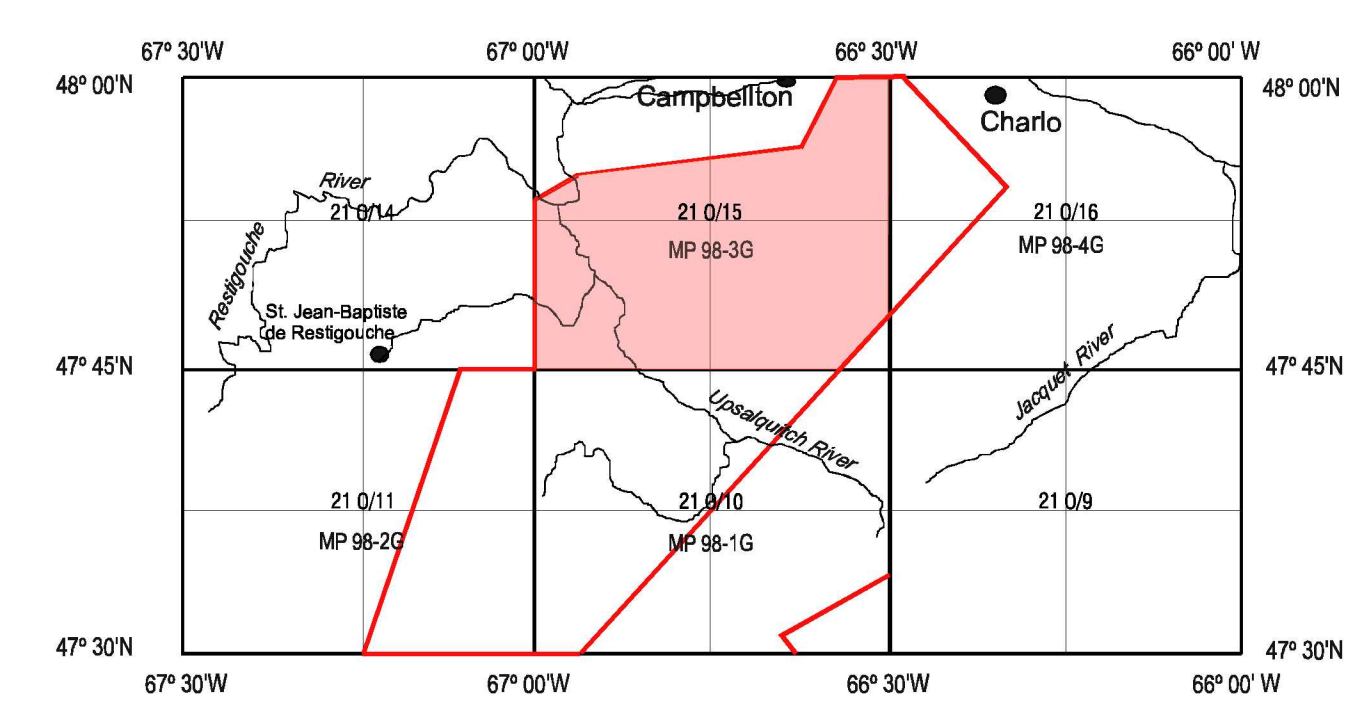 67º 30'W
67º 00'W
66º 30'W
66º 00' W
48º 00'N
48º 00'N
Campbellton
Charlo
River
21 O/14
21 O/15
21 O/16
MP 98-3G
MP 98-4G
Restigouche
St. Jean-Baptiste
de Restigouche
47º 45'N
47º 45'N
Jacquet River
Upsalquitch River
21 O/11
21 O/10
21 O/9
MP 98-2G
MP 98-1G
47º 30'N
47º 30'N
67º 30'W
67º 00'W
66º 30'W
66º 00' W